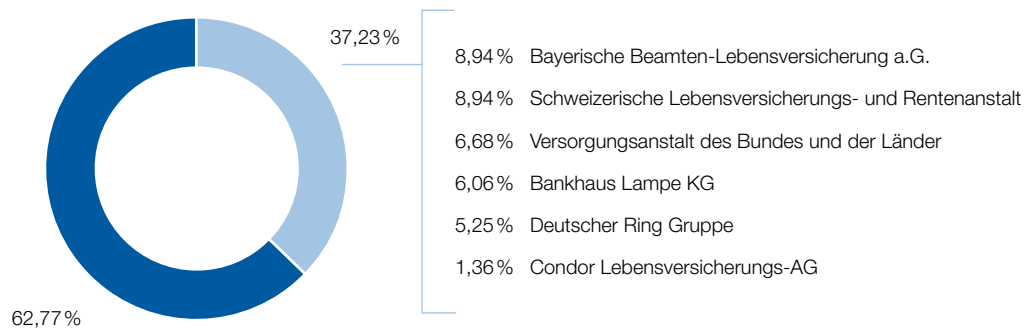 37,23 %
8,94 % Bayerische Beamten-Lebensversicherung a.G.
8,94 % Schweizerische Lebensversicherungs- und Rentenanstalt
6,68 % Versorgungsanstalt des Bundes und der Länder
6,06 % Bankhaus Lampe KG
5,25 % Deutscher Ring Gruppe
1,36 % Condor Lebensversicherungs-AG
62,77 %